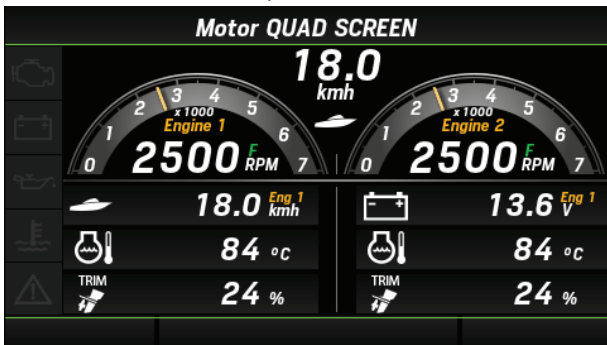 Motor QUAD SCREEN
18.0
kmh
0 1 2 3 4 5 6 7
x 1000
Engine 1
2500 F RPM
0 1 2 3 4 5 6 7
x 1000
Engine 2
2500 F RPM
18.0 Eng 1 kmh
13.6 Eng 1 V
84 °C
84 °C
TRIM 24 %
TRIM 24 %